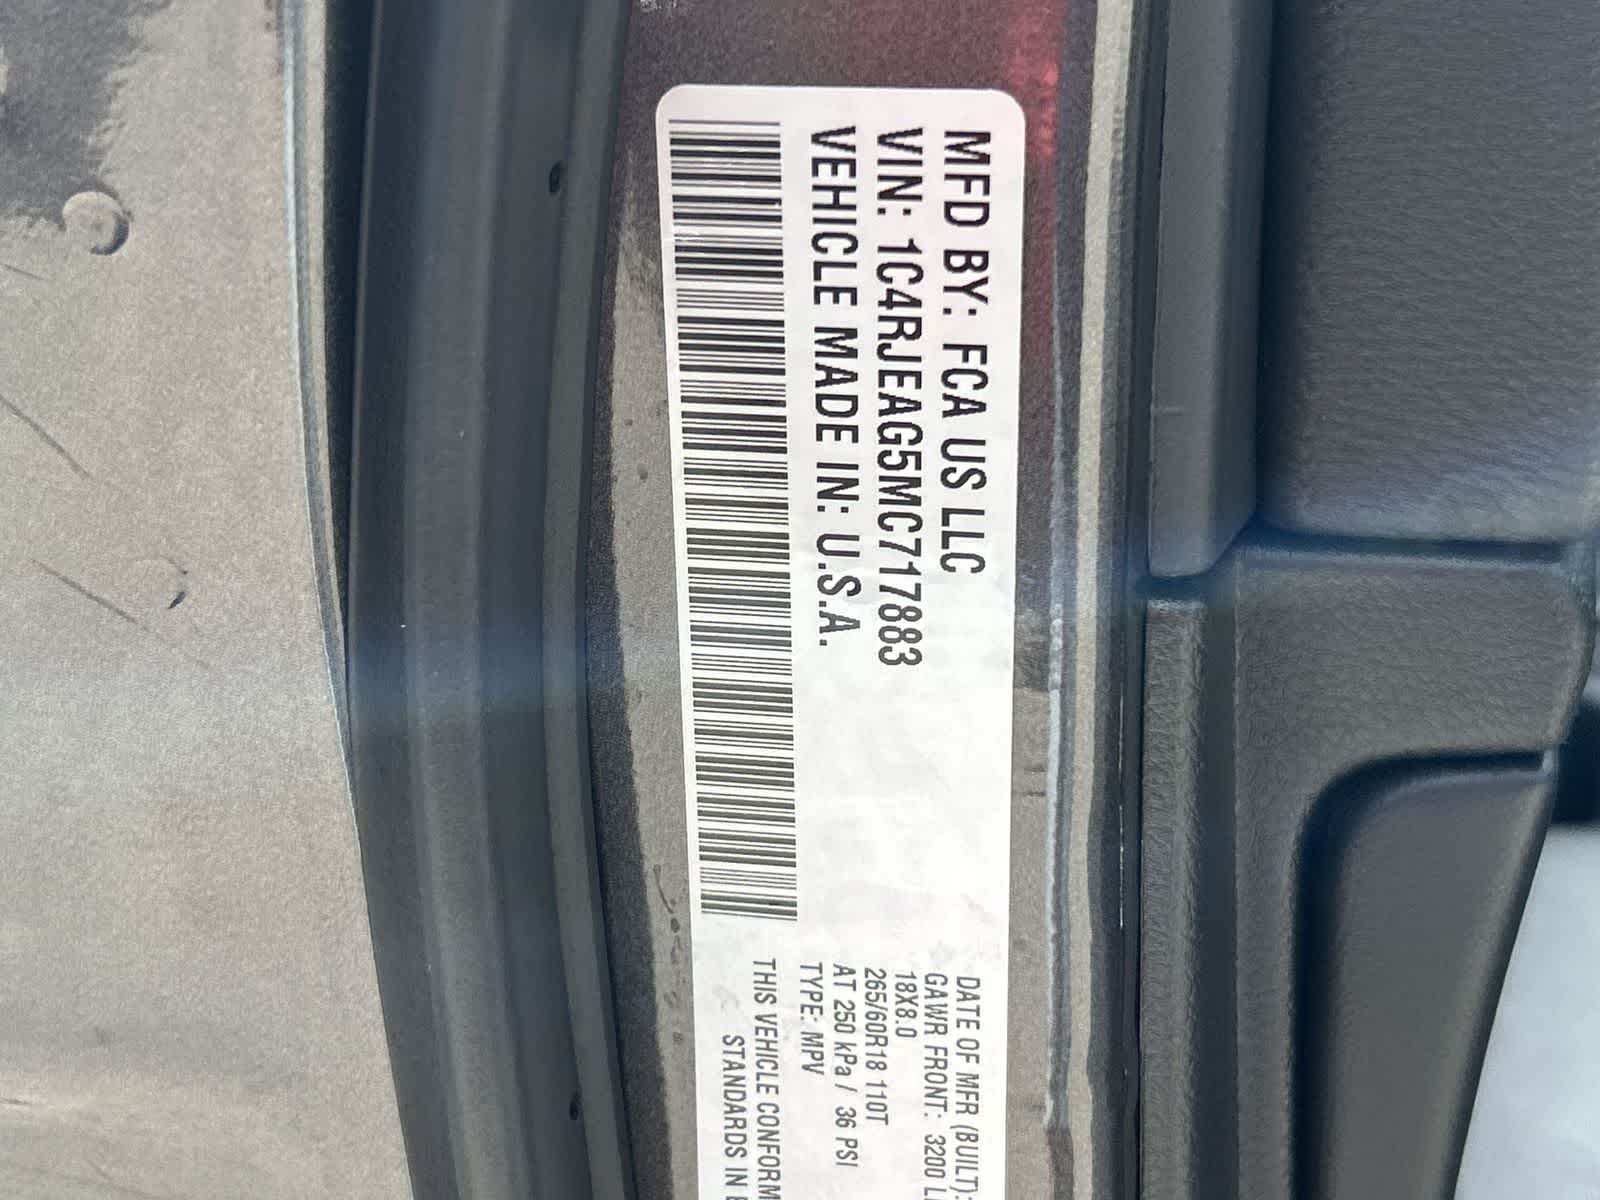 MFD BY: FCA US LLC
VIN: 1C4RJEAG5MC717883
VEHICLE MADE IN: U.S.A.
DATE OF MFR (BUILT):
GAWR FRONT: 3200
18X8.0
265/60R18 110T
AT 250 kPa / 36 PSI
TYPE: MPV
THIS VEHICLE CONFORM
STANDARDS IN